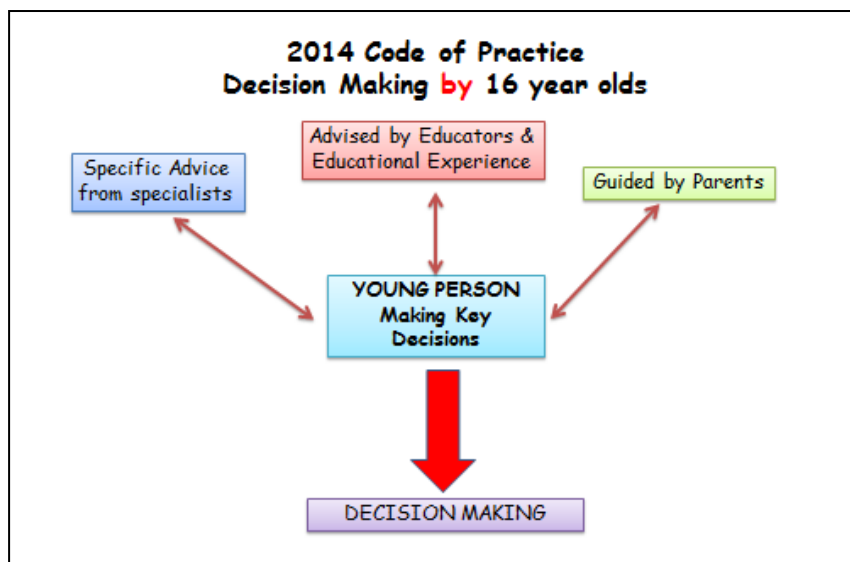 2014 Code of Practice
Decision Making by 16 year olds
Advised by Educators &
Educational Experience
Specific Advice
from specialists
Guided by Parents
YOUNG PERSON
Making Key
Decisions
DECISION MAKING